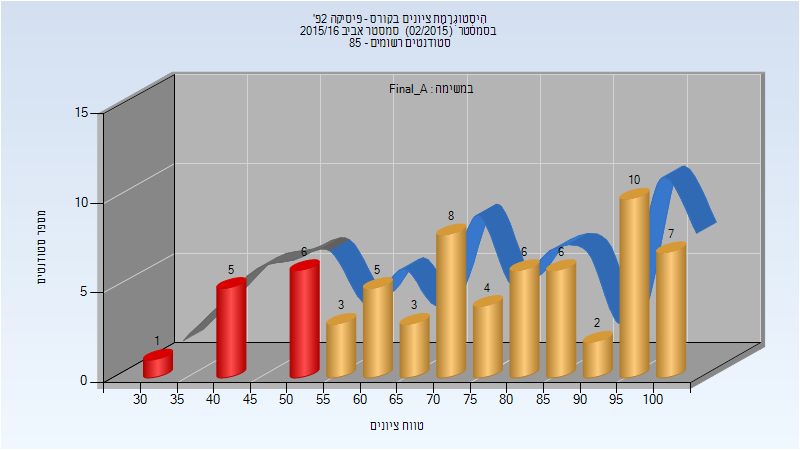 היסטוגרמת ציונים בקורס - פיסיקה 2פ'
בסמסטר (02/2015) סמסטר אביב 2015/16
סטודנטים רשומים - 85
במשימה : Final_A
מספר סטודנטים
15
10
5
0
1
5
6
3
5
3
8
4
6
6
2
10
7
30 35 40 45 50 55 60 65 70 75 80 85 90 95 100
טווח ציונים